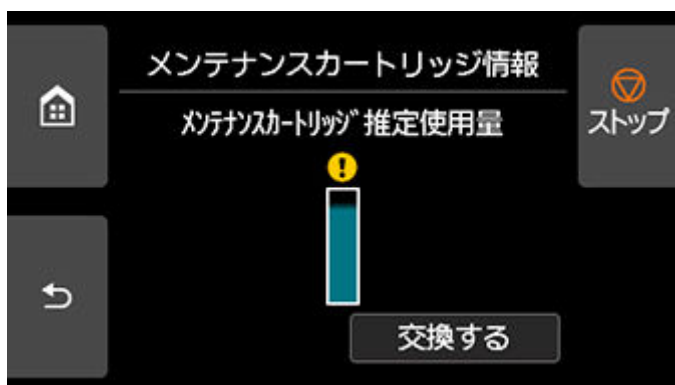 メンテナンスカートリッジ情報
ﾒﾝﾃﾅﾝｽｶｰﾄﾘｯｼﾞ推定使用量
ストップ
交換する